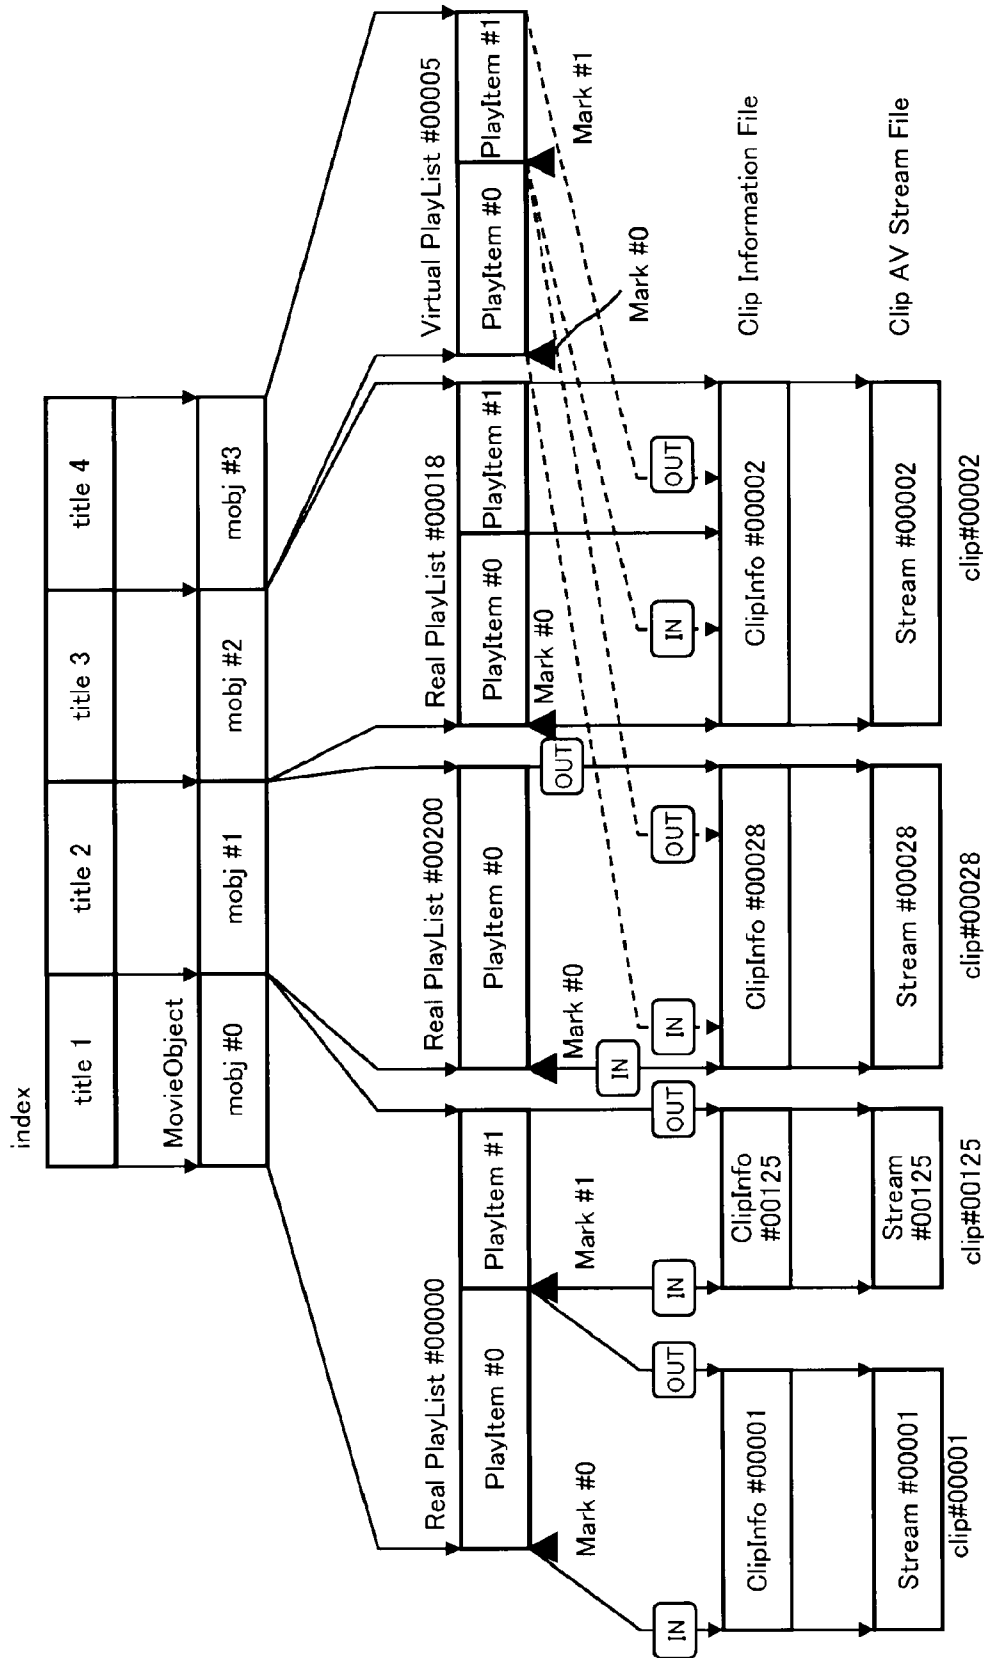 index
title 1
title 2
title 3
title 4
MovieObject
mobj #0
mobj #1
mobj #2
mobj #3
Real PlayList #00000
Real PlayList #00200
Real PlayList #00018
Virtual PlayList #00005
PlayItem #0
PlayItem #1
PlayItem #0
PlayItem #0
PlayItem #1
PlayItem #0
PlayItem #1
Mark #0
Mark #1
Mark #0
Mark #0
Mark #0
Mark #1
IN
OUT
IN
OUT
IN
OUT
IN
OUT
IN
OUT
ClipInfo #00001
ClipInfo
#00125
ClipInfo #00028
ClipInfo #00002
Clip Information File
Stream #00001
Stream
#00125
Stream #00028
Stream #00002
Clip AV Stream File
clip#00001
clip#00125
clip#00028
clip#00002